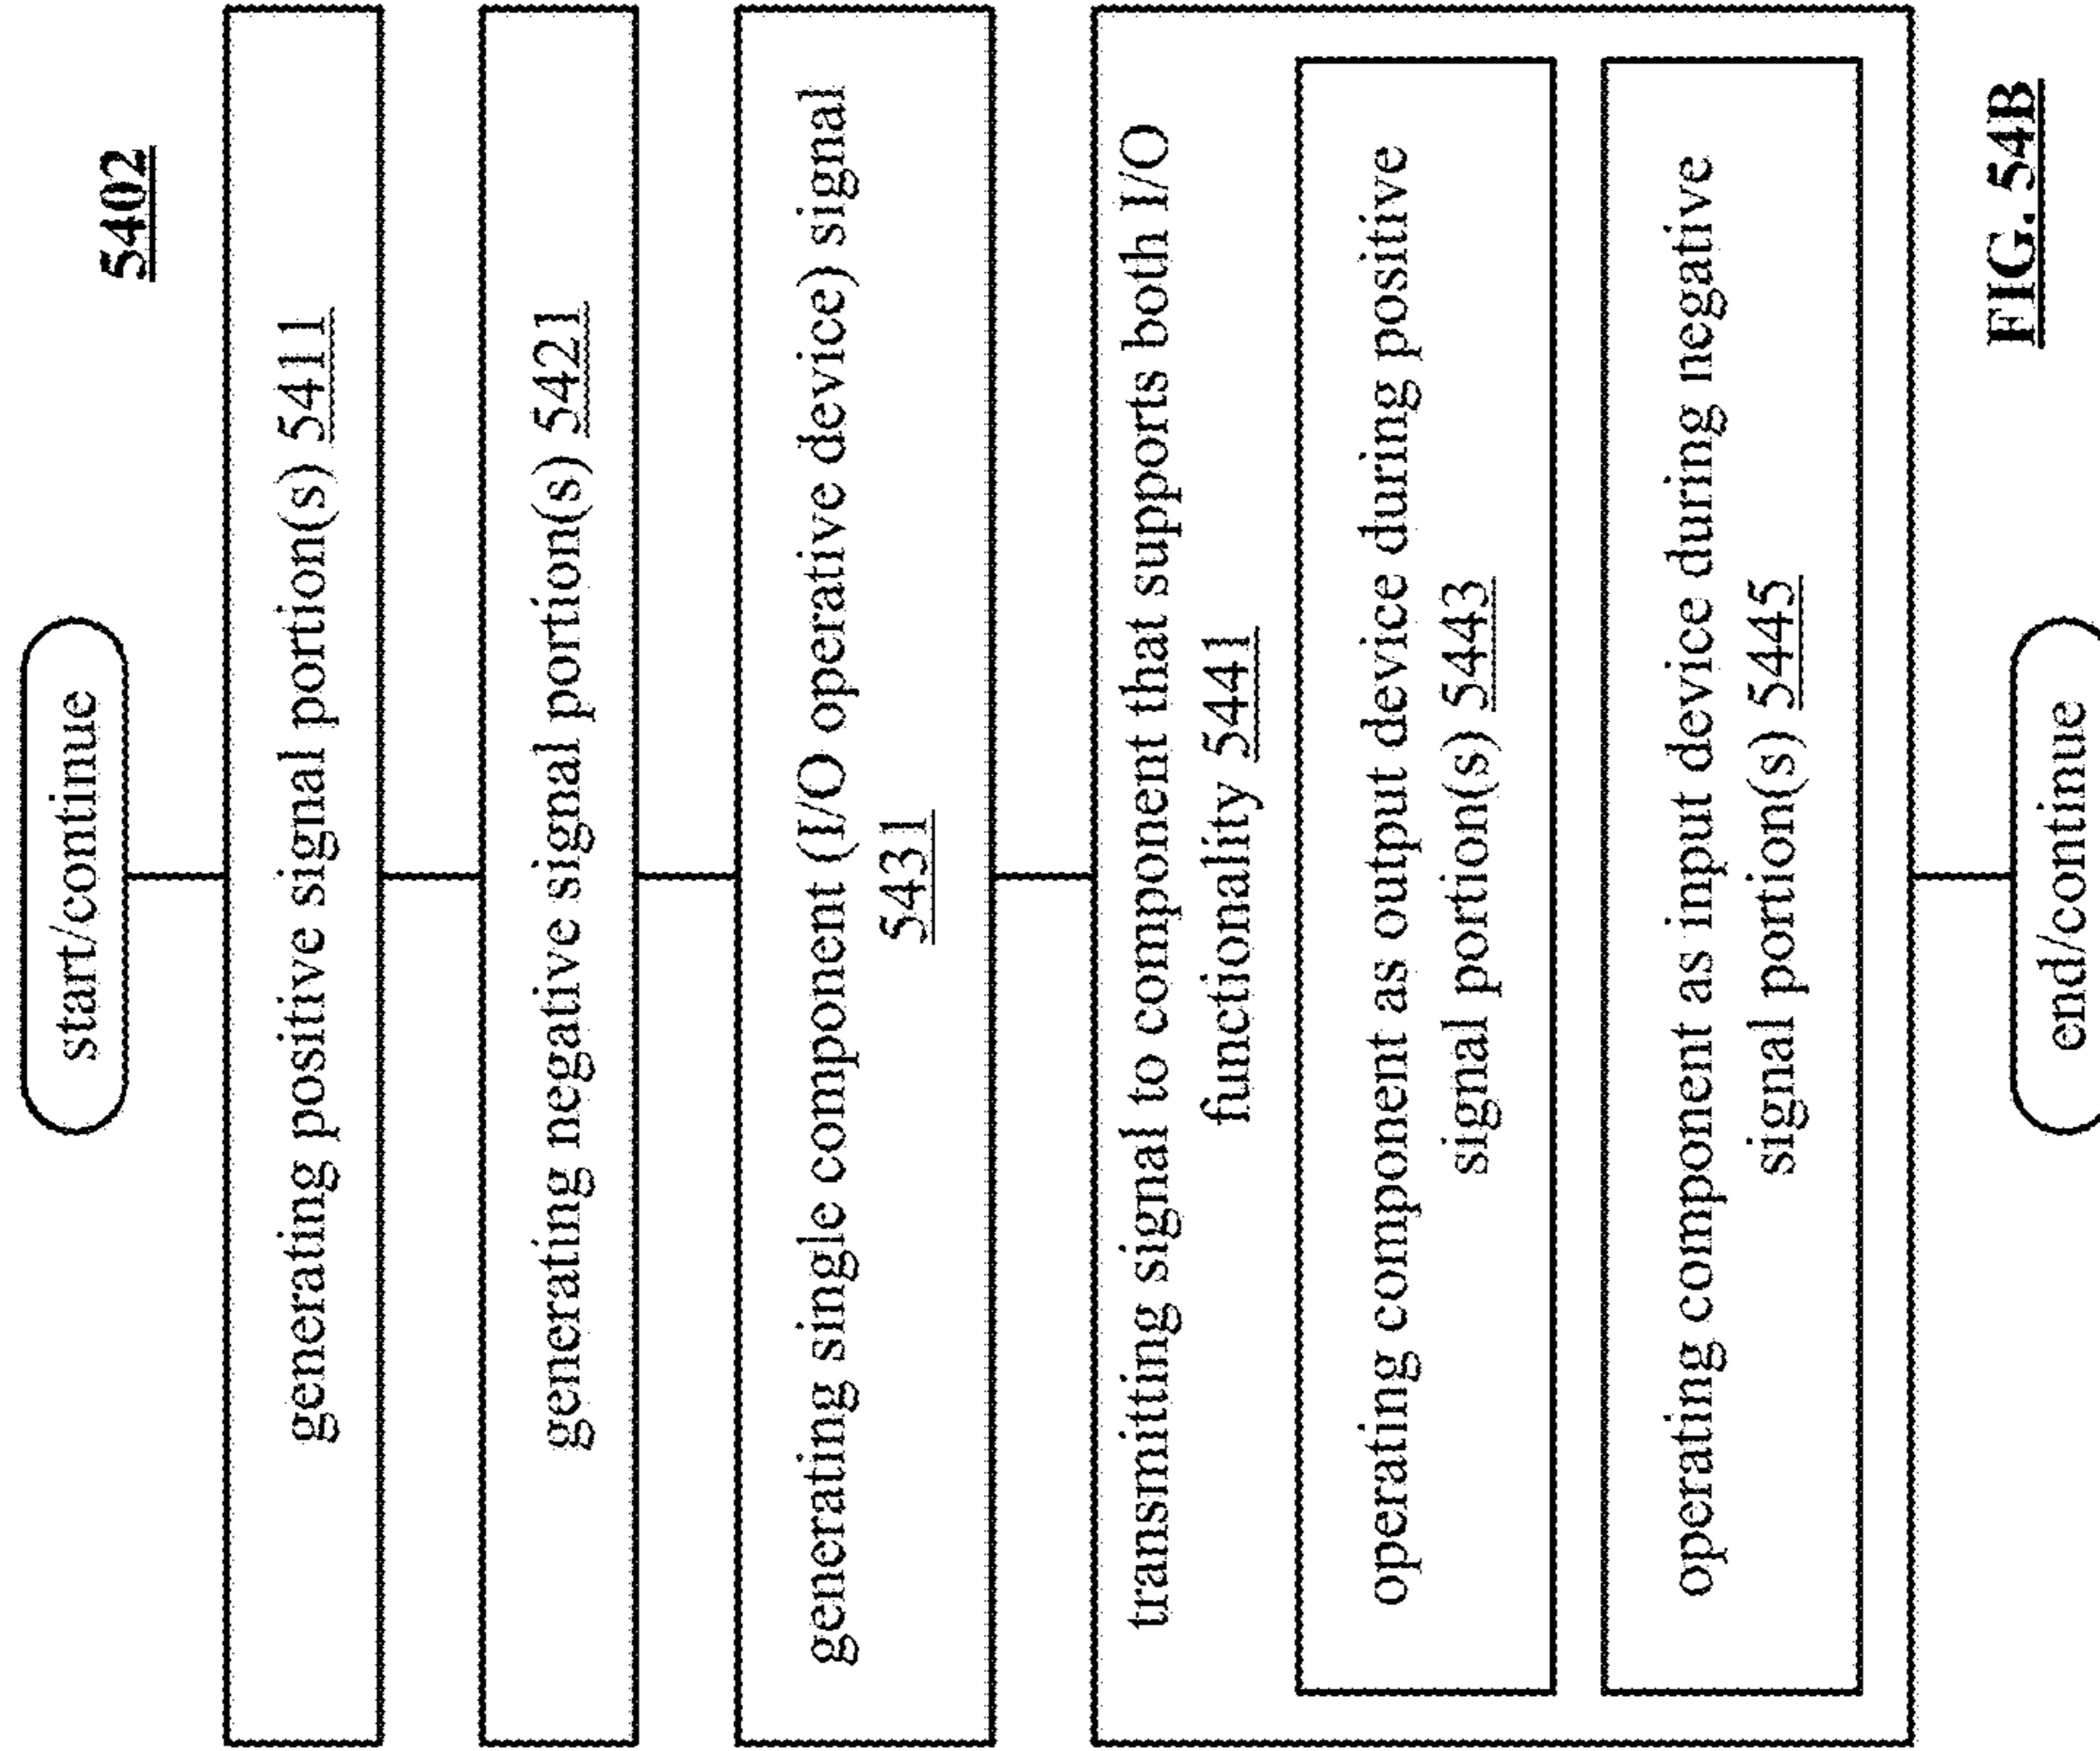 5402
start/continue
generating positive signal portion(s) 5411
generating negative signal portion(s) 5421
generating single component (I/O operative device) signal
5431
transmitting signal to component that supports both I/O
functionality 5441
operating component as output device during positive
signal portion(s) 5443
operating component as input device during negative
signal portion(s) 5445
end/continue
FIG. 54B